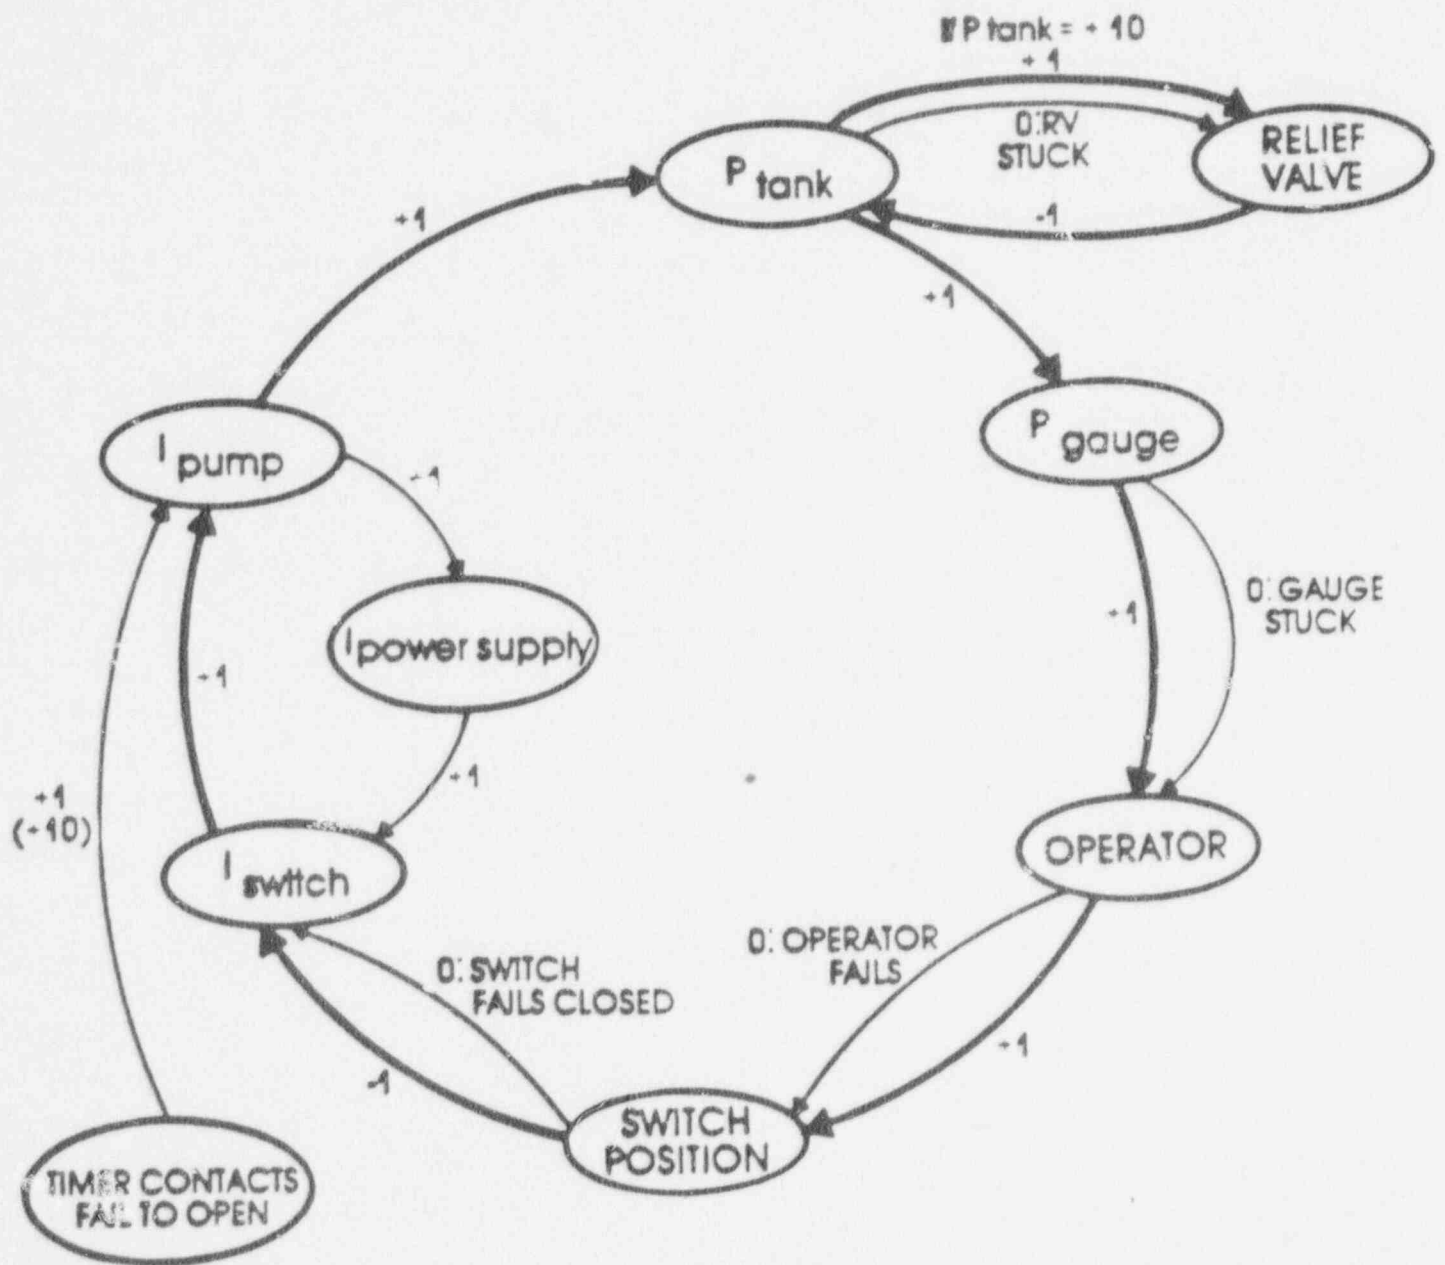 If P tank = +10
+1
0: RV
STUCK
RELIEF
VALVE
P tank
-1
+1
+1
P gauge
I pump
+1
0: GAUGE
STUCK
+1
I power supply
+1
+1
+1
(+10)
I switch
OPERATOR
0: OPERATOR
FAILS
0: SWITCH
FAILS CLOSED
+1
-1
SWITCH
POSITION
TIMER CONTACTS
FAIL TO OPEN